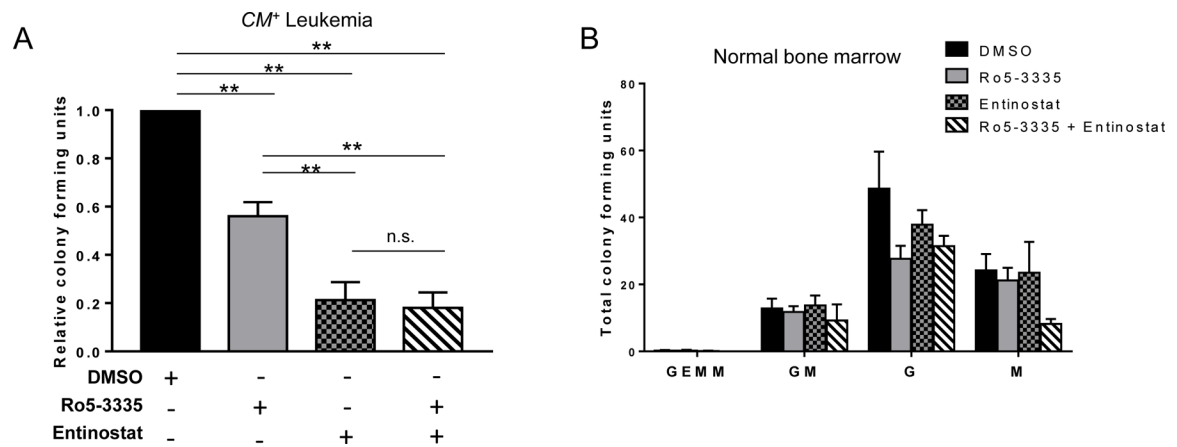 A
CM+ Leukemia
**
**
**
**
**
n.s.
Relative colony forming units
1.0
0.8
0.6
0.4
0.2
0.0
DMSO + - - -
Ro5-3335 - + - +
Entinostat - - + +
B
Normal bone marrow
DMSO
Ro5-3335
Entinostat
Ro5-3335 + Entinostat
Total colony forming units
80
60
40
20
0
GEMM GM G M